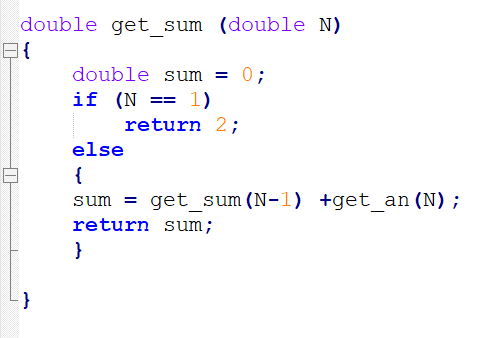 double get_sum (double N)
{
double sum = 0;
if (N == 1)
return 2;
else
{
sum = get_sum(N-1) +get_an(N);
return sum;
}
}